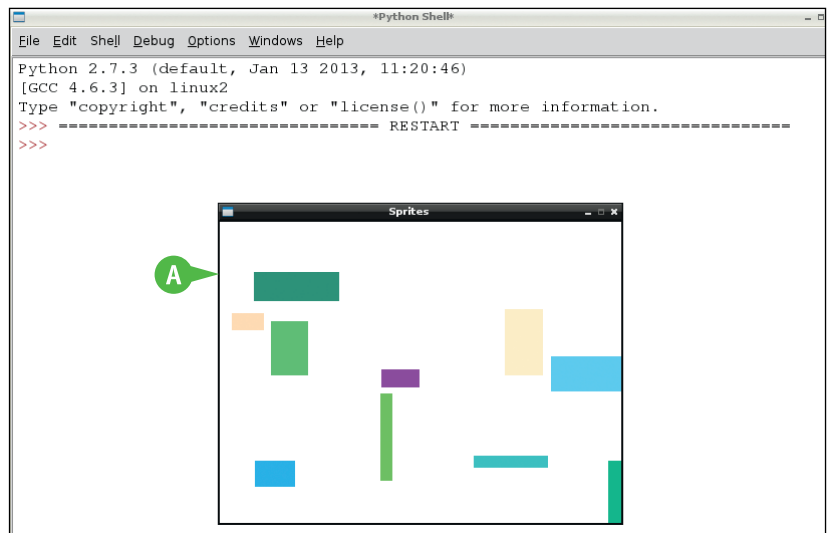 *Python Shell*
File Edit Shell Debug Options Windows Help
Python 2.7.3 (default, Jan 13 2013, 11:20:46)
[GCC 4.6.3] on linux2
Type "copyright", "credits" or "license()" for more information.
>>> ================================ RESTART ================================
>>>
Sprites
A